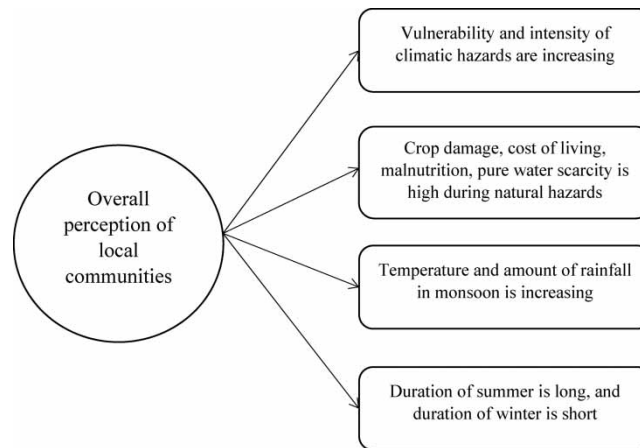 Vulnerability and intensity of
climatic hazards are increasing
Crop damage, cost of living,
malnutrition, pure water scarcity is
high during natural hazards
Overall
perception of
local
communities
Temperature and amount of rainfall
in monsoon is increasing
Duration of summer is long, and
duration of winter is short